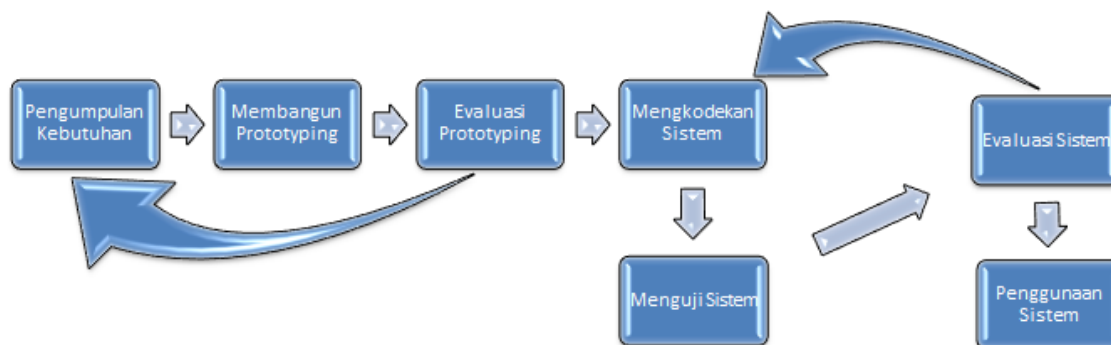 Pengumpulan
Kebutuhan
Membangun
Prototyping
Evaluasi
Prototyping
Mengkodekan
Sistem
Menguji Sistem
Evaluasi Sistem
Penggunaan
Sistem